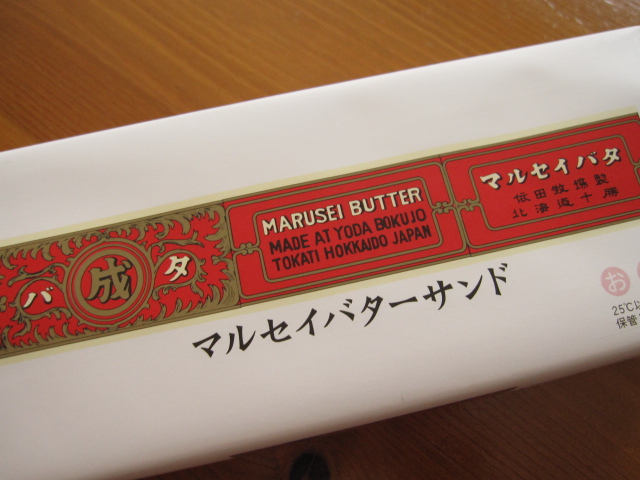 バ 成 タ
MARUSEI BUTTER
MADE AT YODA BOKUJO
TOKATI HOKKAIDO JAPAN
マルセイバタ
依田牧場製
北海道十勝
マルセイバターサンド
お
25℃以
保管